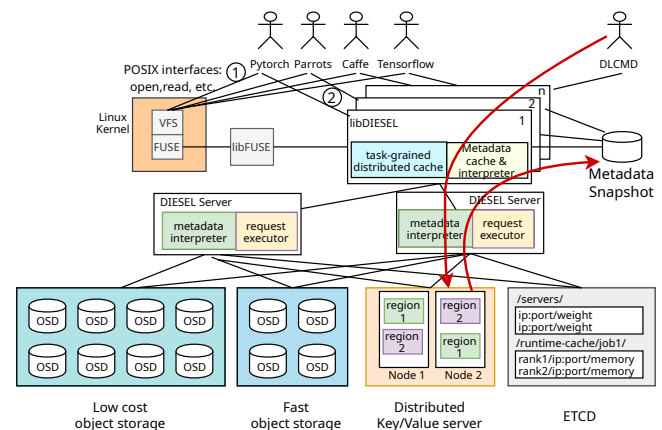 Pytorch Parrots Caffe Tensorflow
DLCMD
POSIX interfaces:
open,read, etc.
1
2
n
2
1
Linux
Kernel
VFS
FUSE
libFUSE
libDIESEL
task-grained
distributed cache
Metadata
cache &
interpreter
Metadata
Snapshot
DIESEL Server
metadata
interpreter
request
executor
DIESEL Server
metadata
interpreter
request
executor
OSD OSD OSD OSD
OSD OSD OSD OSD
Low cost
object storage
OSD OSD
OSD OSD
Fast
object storage
region
1
region
2
Node 1
region
2
region
1
Node 2
Distributed
Key/Value server
/servers/
ip:port/weight
ip:port/weight
/runtime-cache/job1/
rank1/ip:port/memory
rank2/ip:port/memory
ETCD